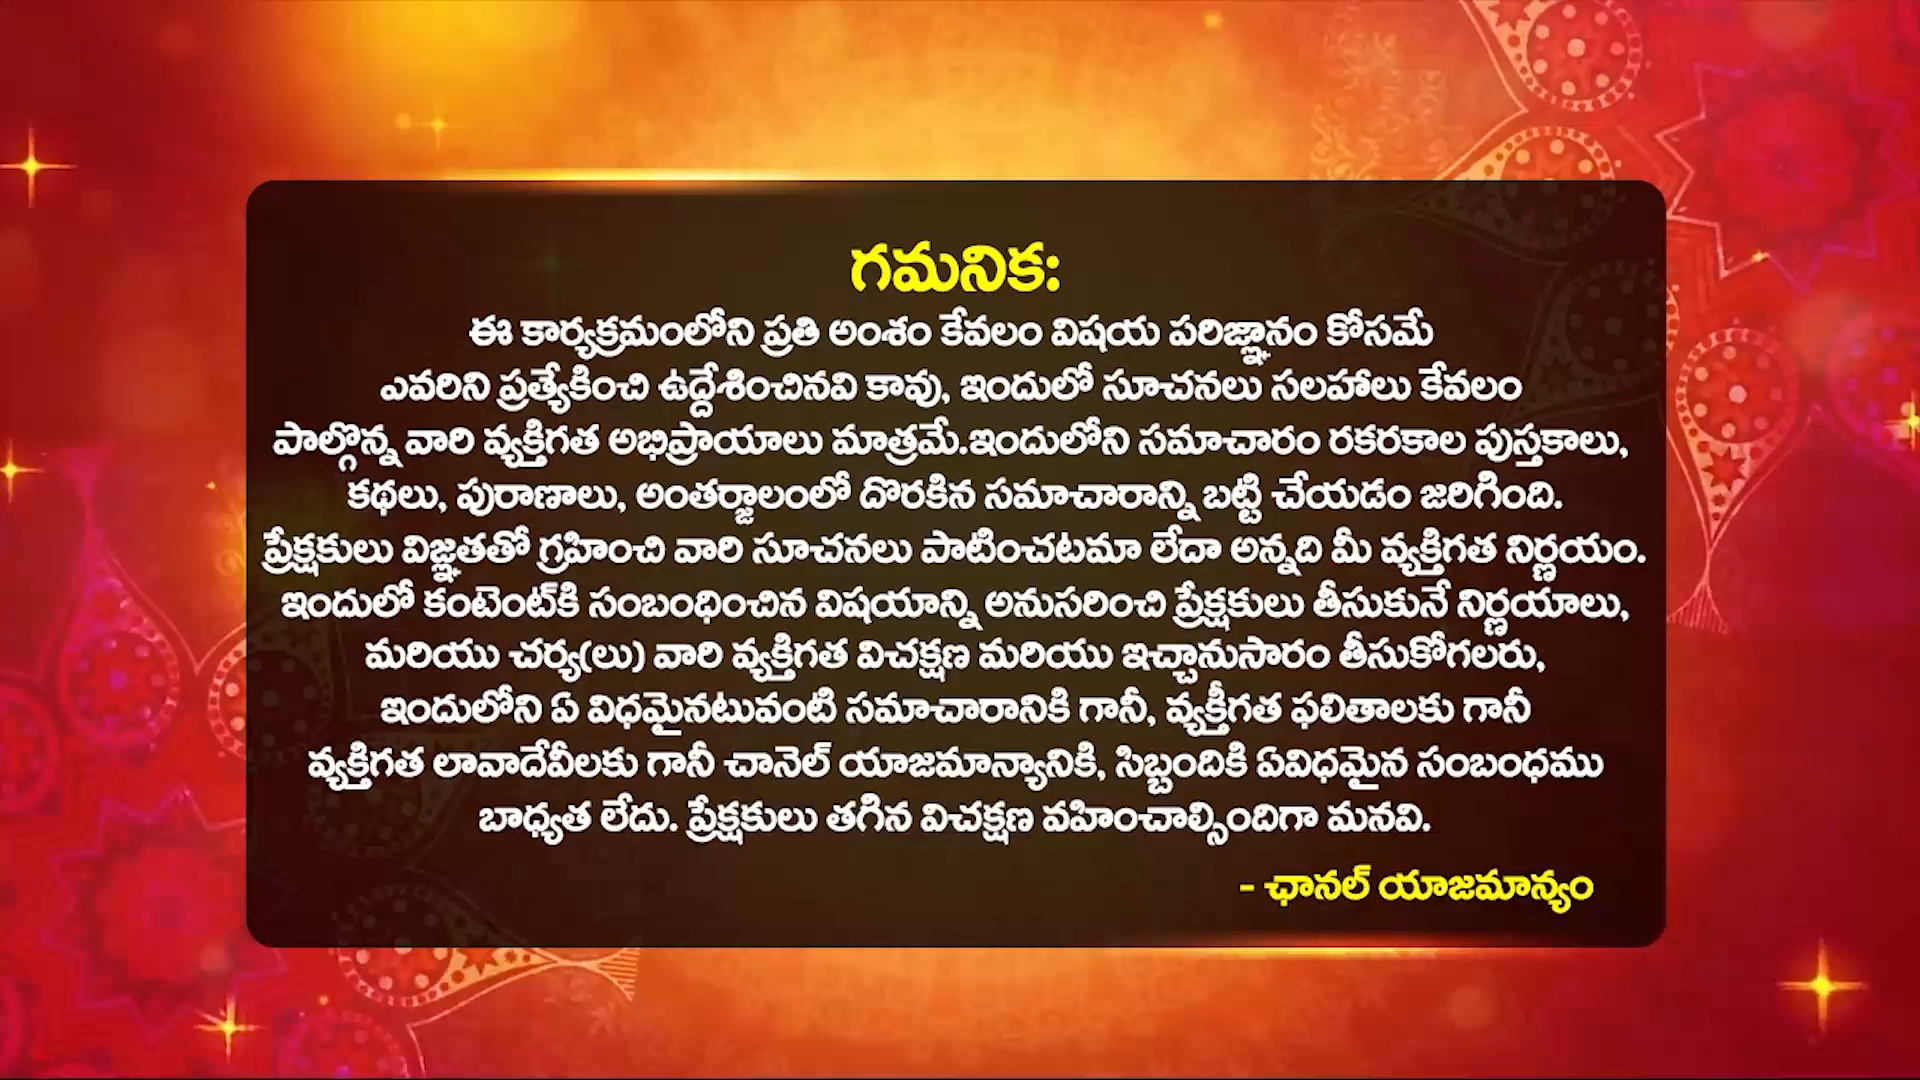 గమనిక:
ఈ కార్యక్రమంలోని ప్రతి అంశం కేవలం విషయ పరిజ్ఞానం కోసమే
ఎవరిని ప్రత్యేకించి ఉద్దేశించినవి కావు, ఇందులో సూచనలు సలహాలు కేవలం
పాల్గొన్న వారి వ్యక్తిగత అభిప్రాయాలు మాత్రమే.ఇందులోని సమాచారం రకరకాల పుస్తకాలు,
కథలు, పురాణాలు, అంతర్జాలంలో దొరకిన సమాచారాన్ని బట్టి చేయడం జరిగింది.
ప్రేక్షకులు విజ్ఞతతో గ్రహించి వారి సూచనలు పాటించటమా లేదా అన్నది మీ వ్యక్తిగత నిర్ణయం.
ఇందులో కంటెంట్‌కి సంబంధించిన విషయాన్ని అనుసరించి ప్రేక్షకులు తీసుకునే నిర్ణయాలు,
మరియు చర్య(లు) వారి వ్యక్తిగత విచక్షణ మరియు ఇచ్చానుసారం తీసుకోగలరు,
ఇందులోని ఏ విధమైనటువంటి సమాచారానికి గానీ, వ్యక్తీగత ఫలితాలకు గానీ
వ్యక్తిగత లావాదేవీలకు గానీ చానెల్ యాజమాన్యానికి, సిబ్బందికి ఏవిధమైన సంబంధము
బాధ్యత లేదు. ప్రేక్షకులు తగిన విచక్షణ వహించాల్సిందిగా మనవి.
- ఛానల్ యాజమాన్యం